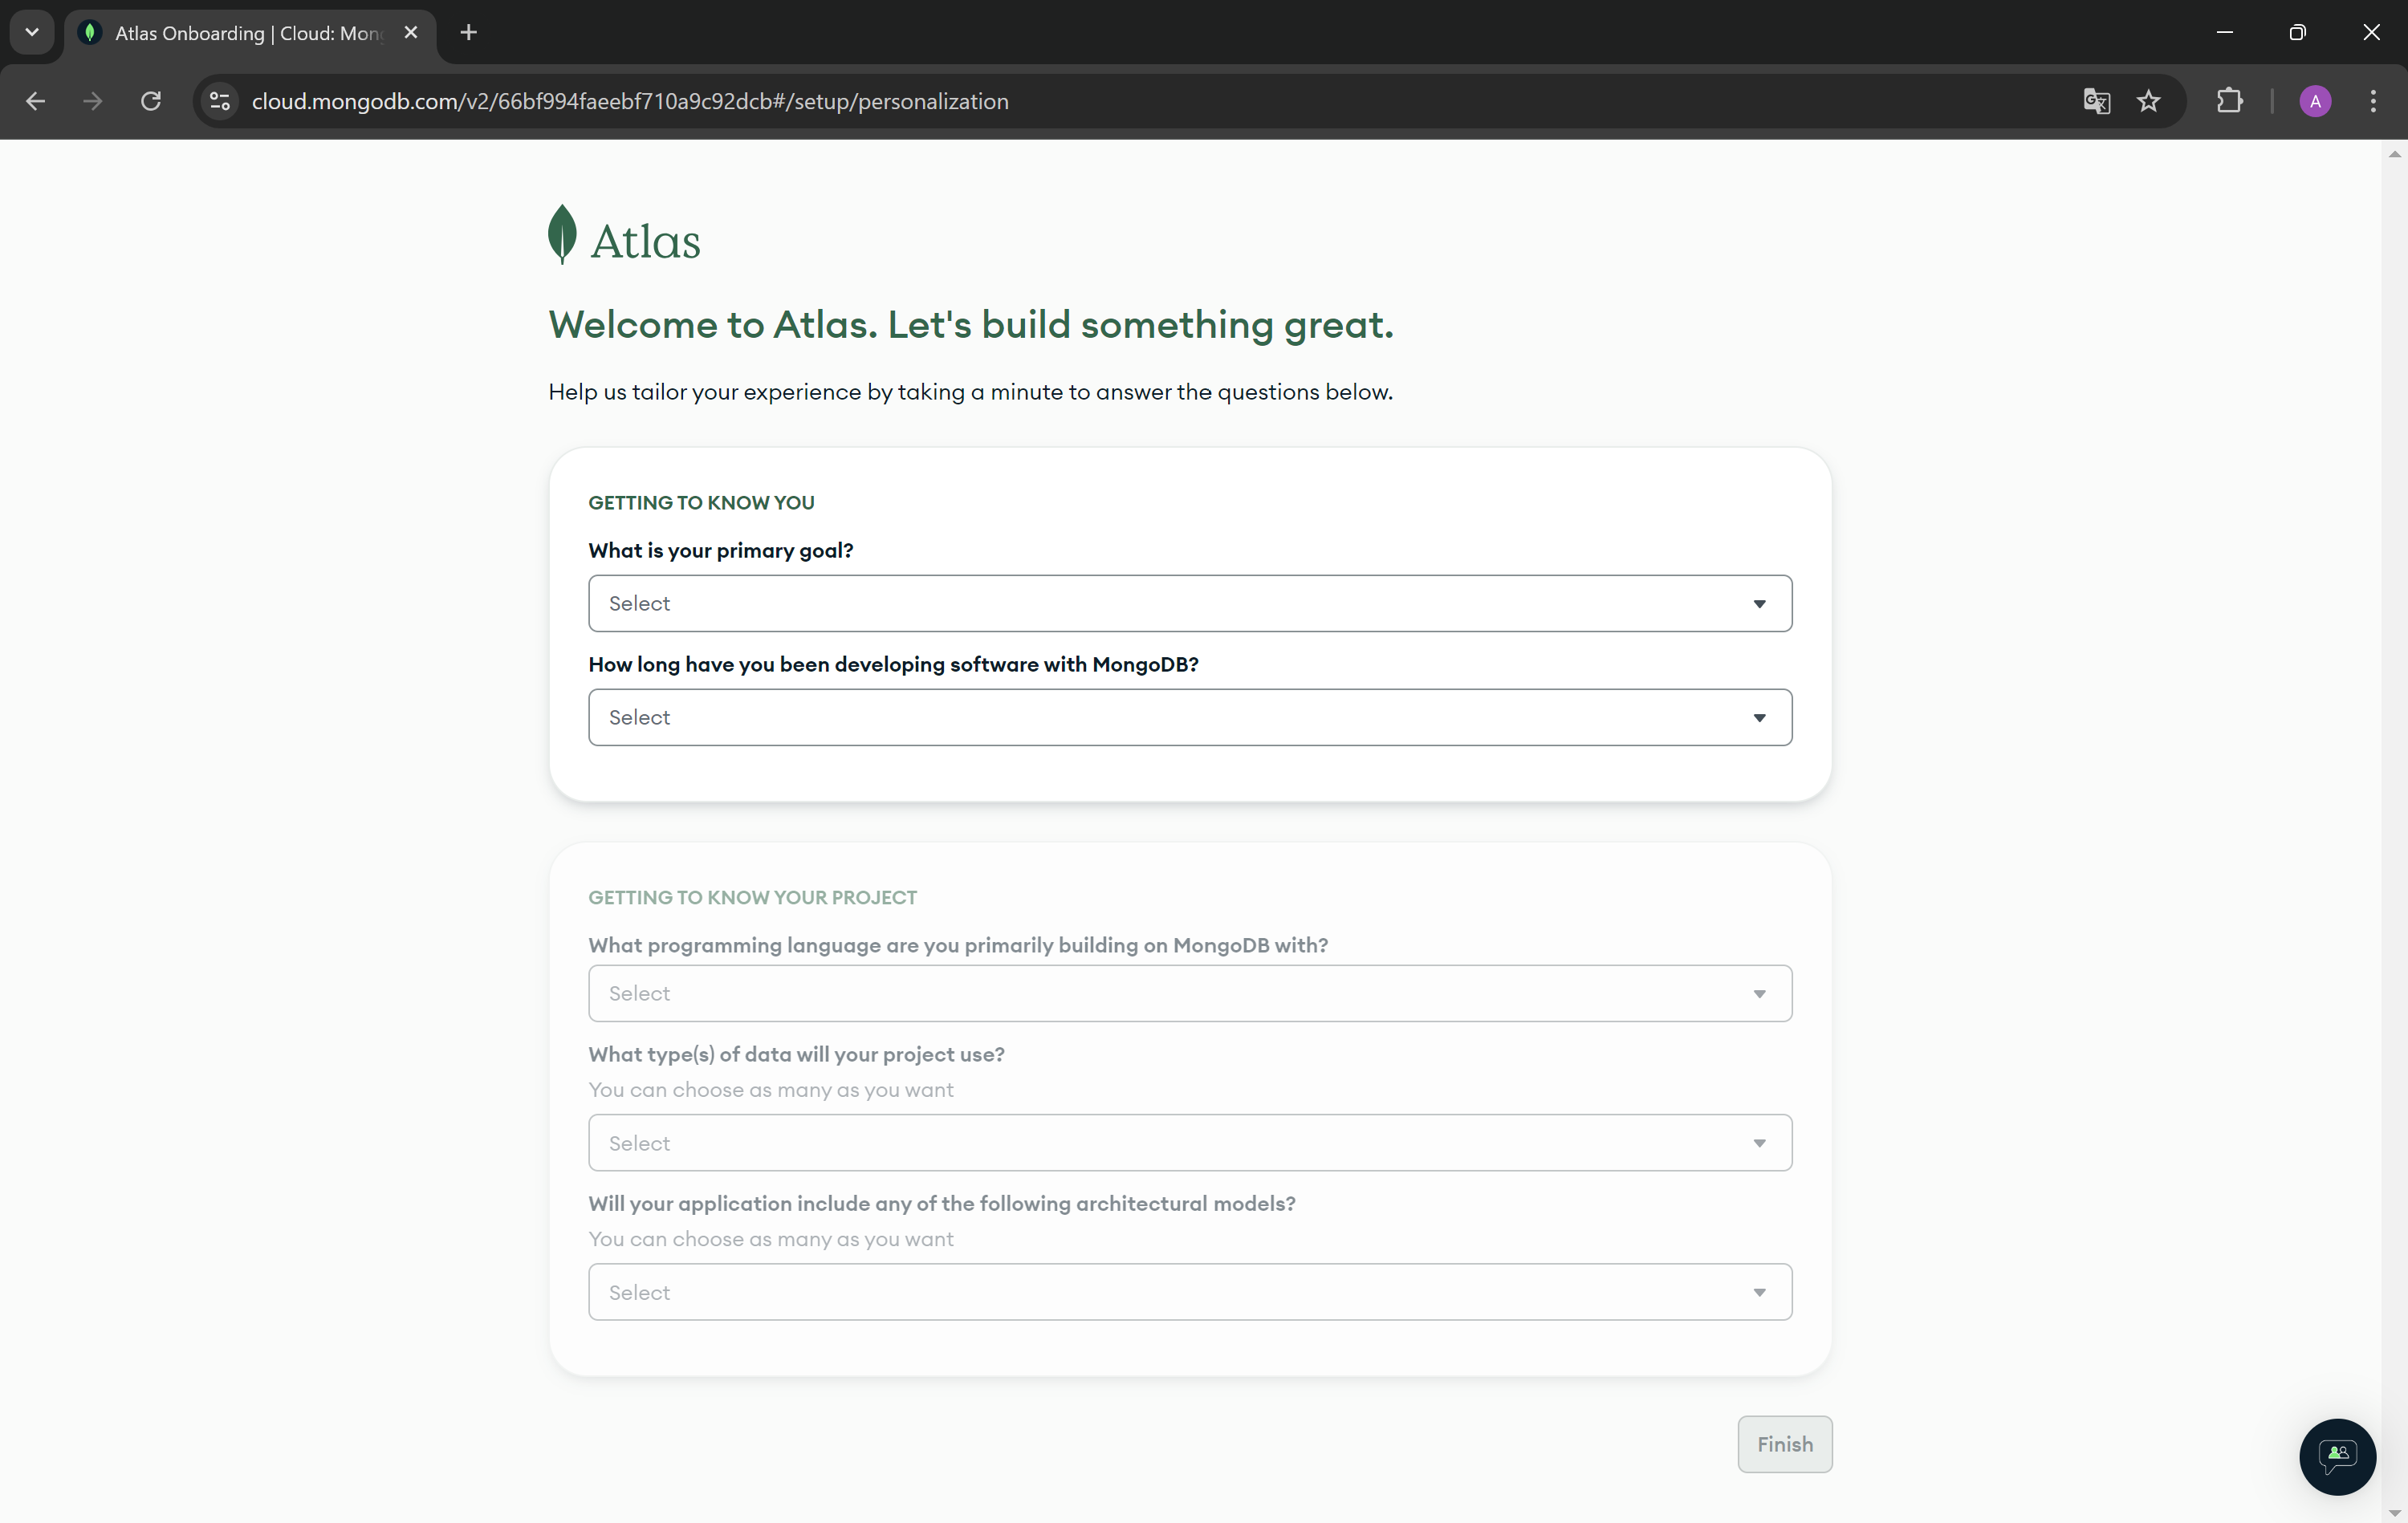 Atlas Onboarding | Cloud: Mon
cloud.mongodb.com/v2/66bf994faeebf710a9c92dcb#/setup/personalization
A
Atlas
Welcome to Atlas. Let's build something great.
Help us tailor your experience by taking a minute to answer the questions below.
GETTING TO KNOW YOU
What is your primary goal?
Select
How long have you been developing software with MongoDB?
Select
GETTING TO KNOW YOUR PROJECT
What programming language are you primarily building on MongoDB with?
Select
What type(s) of data will your project use?
You can choose as many as you want
Select
Will your application include any of the following architectural models?
You can choose as many as you want
Select
Finish